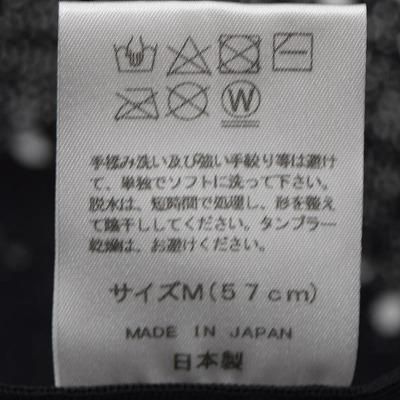 W
手揉み洗い及び強い手絞り等は避け
て、単独でソフトに洗って下さい。
脱水は、短時間で処理し、形を整え
て陰干ししてください。タンブラー
乾燥は、お避けください。
サイズM(57cm)
MADE IN JAPAN
日本製